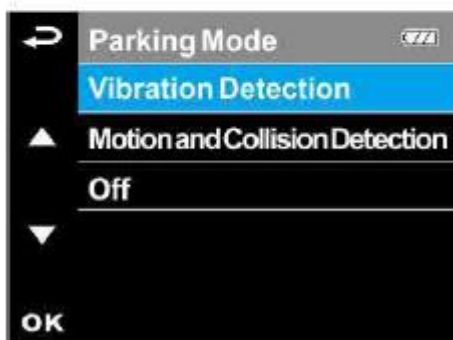 Parking Mode
Vibration Detection
Motion and Collision Detection
Off
OK